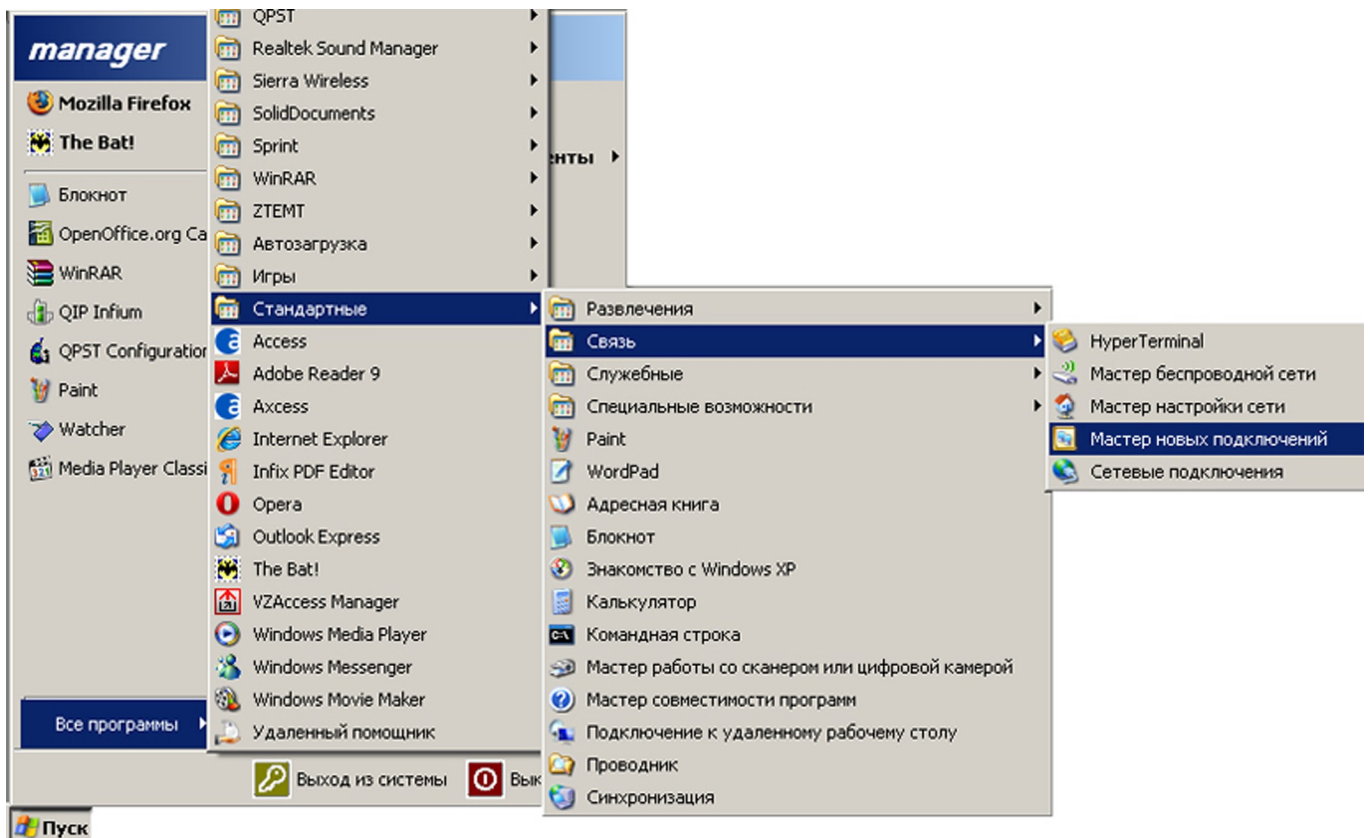 manager
Mozilla Firefox
The Bat!
Блокнот
OpenOffice.org Ca
WinRAR
QIP Infium
QPST Configuration
Paint
Watcher
Media Player Classi
Все программы
енты
Выход из системы
Вык
Пуск
QPST
Realtek Sound Manager
Sierra Wireless
SolidDocuments
Sprint
WinRAR
ZTEMT
Автозагрузка
Игры
Стандартные
Access
Adobe Reader 9
Axcess
Internet Explorer
Infix PDF Editor
Opera
Outlook Express
The Bat!
VZAccess Manager
Windows Media Player
Windows Messenger
Windows Movie Maker
Удаленный помощник
Развлечения
Связь
Служебные
Специальные возможности
Paint
WordPad
Адресная книга
Блокнот
Знакомство с Windows XP
Калькулятор
Командная строка
Мастер работы со сканером или цифровой камерой
Мастер совместимости программ
Подключение к удаленному рабочему столу
Проводник
Синхронизация
HyperTerminal
Мастер беспроводной сети
Мастер настройки сети
Мастер новых подключений
Сетевые подключения